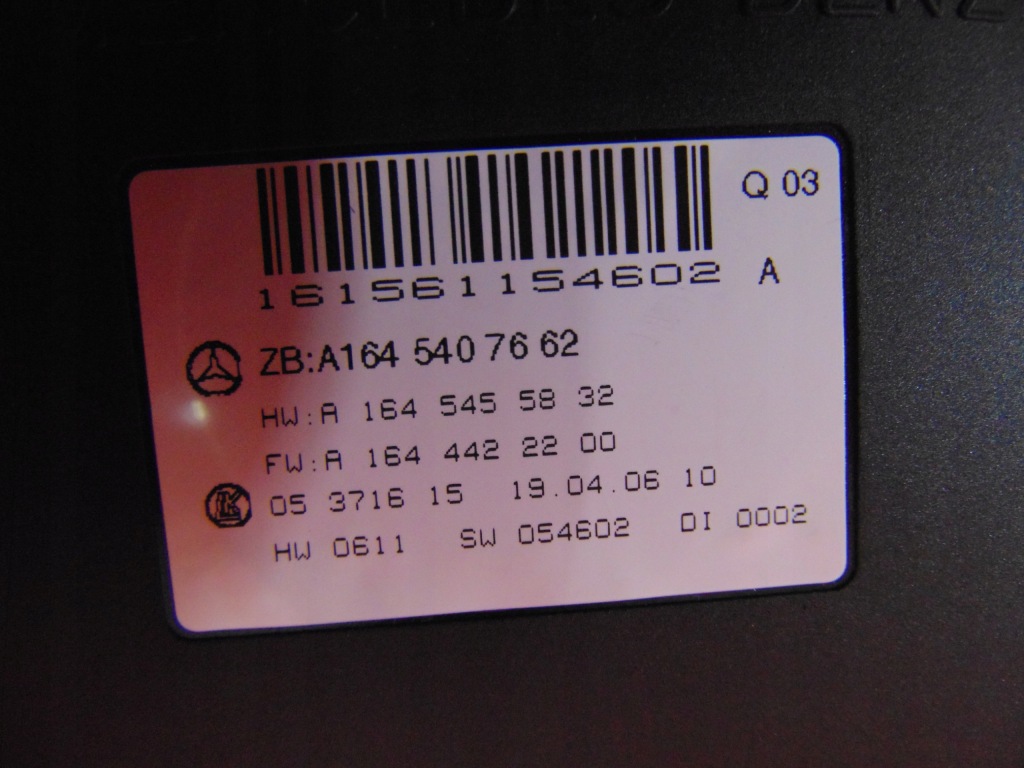 Q 03
161561154602
A
ZB:A164 540 76 62
HW:A 164 545 58 32
FW:A 164 442 22 00
05 3716 15 19.04.06 10
HW 0611 SW 054602 DI 0002